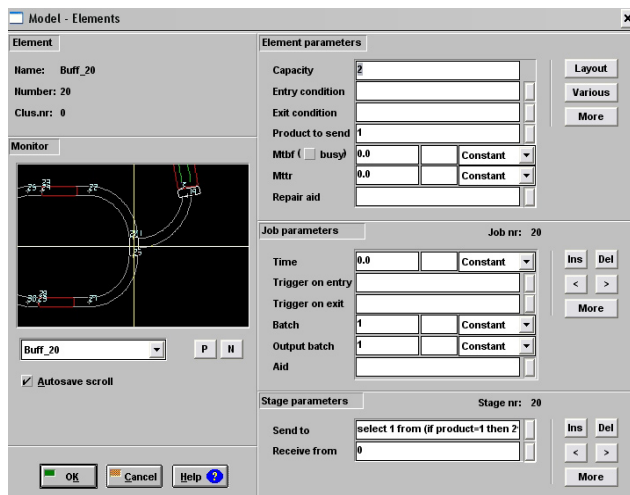 Model - Elements
Element
Name: Buff_20
Number: 20
Clus.nr: 0
Monitor
Buff_20
P N
Autosave scroll
OK Cancel Help ?
Element parameters
Capacity 2
Entry condition
Exit condition
Product to send 1
Mtbf ( busy) 0.0 Constant
Mttr 0.0 Constant
Repair aid
Layout
Various
More
Job parameters Job nr: 20
Time 0.0 Constant
Trigger on entry
Trigger on exit
Batch 1 Constant
Output batch 1 Constant
Aid
Ins Del
< >
More
Stage parameters Stage nr: 20
Send to select 1 from (if product=1 then 2
Receive from 0
Ins Del
< >
More